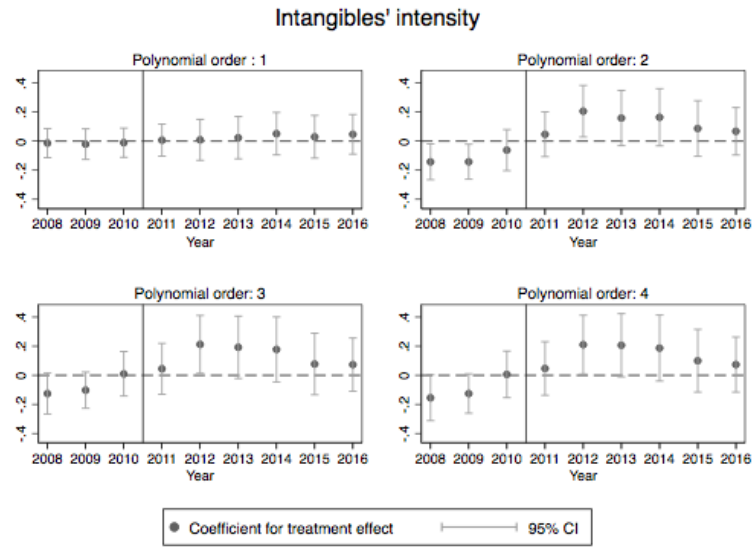 Intangibles' intensity
Polynomial order : 1
.4
.2
0
-.2
-.4
2008 2009 2010 2011 2012 2013 2014 2015 2016
Year
Polynomial order: 2
.4
.2
0
-.2
-.4
2008 2009 2010 2011 2012 2013 2014 2015 2016
Year
Polynomial order: 3
.4
.2
0
-.2
-.4
2008 2009 2010 2011 2012 2013 2014 2015 2016
Year
Polynomial order: 4
.4
.2
0
-.2
-.4
2008 2009 2010 2011 2012 2013 2014 2015 2016
Year
Coefficient for treatment effect 95% CI